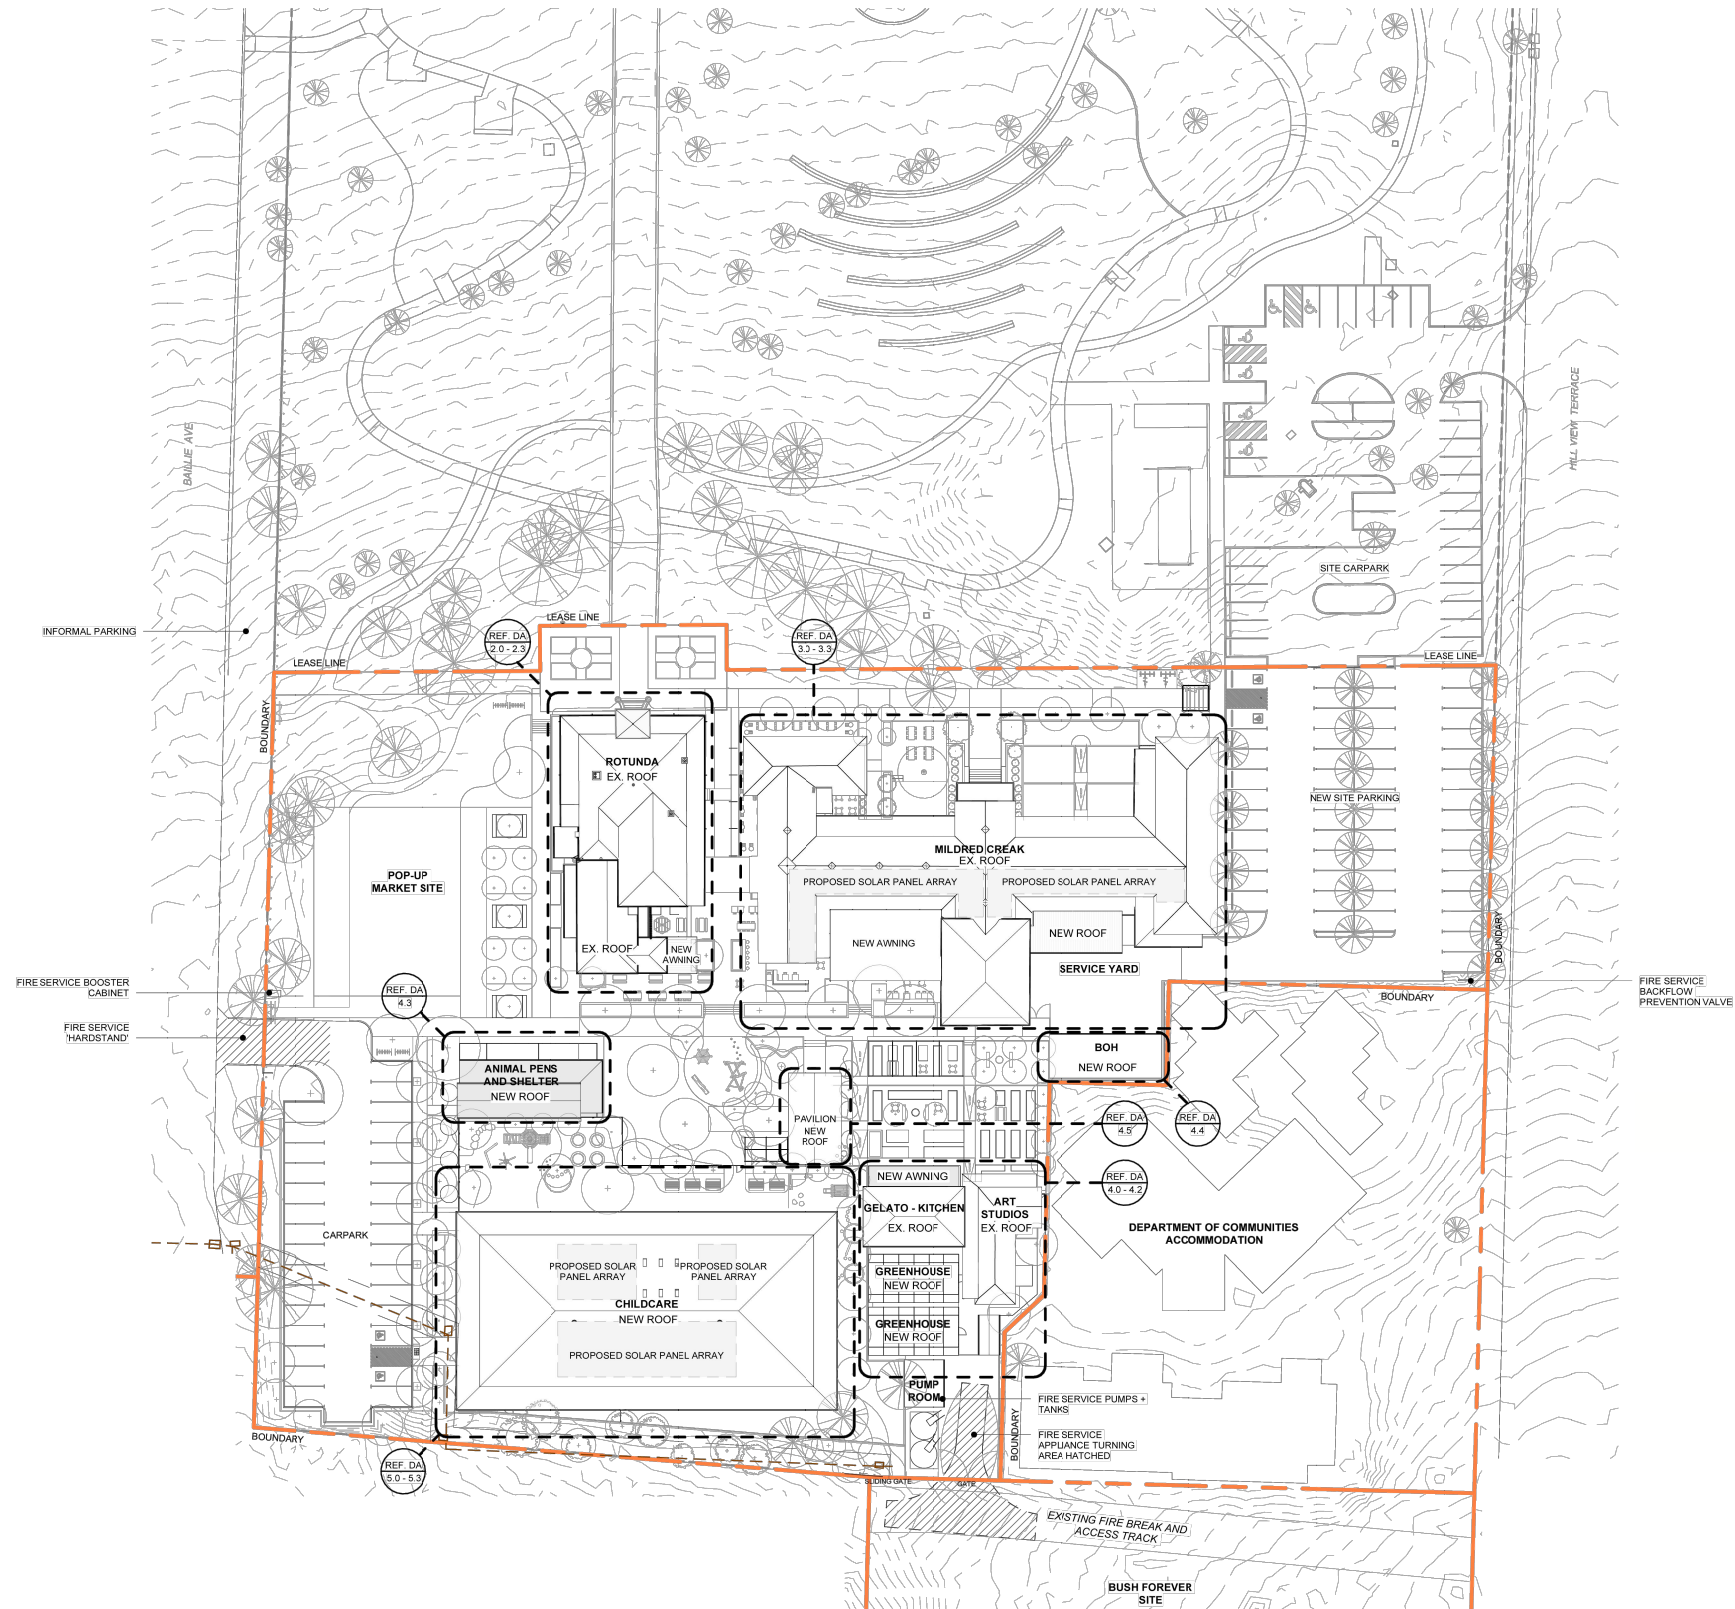 BAILLIE AVE
HILL VIEW TERRACE
SITE CARPARK
INFORMAL PARKING
LEASE LINE
REF. DA
2.0 - 2.3
REF. DA
3.0 - 3.3
LEASE LINE
LEASE LINE
BOUNDARY
ROTUNDA
EX. ROOF
NEW SITE PARKING
MILDRED CREAK
EX. ROOF
POP-UP
MARKET SITE
PROPOSED SOLAR PANEL ARRAY
PROPOSED SOLAR PANEL ARRAY
EX. ROOF
NEW
AWNING
NEW AWNING
NEW ROOF
BOUNDARY
SERVICE YARD
FIRE SERVICE BOOSTER
CABINET
REF. DA
4.3
BOUNDARY
FIRE SERVICE
BACKFLOW
PREVENTION VALVE
FIRE SERVICE
'HARDSTAND'
BOH
NEW ROOF
ANIMAL PENS
AND SHELTER
NEW ROOF
PAVILION
NEW
ROOF
REF. DA
4.5
REF. DA
4.4
NEW AWNING
REF. DA
4.0 - 4.2
GELATO - KITCHEN
EX. ROOF
ART
STUDIOS
EX. ROOF
DEPARTMENT OF COMMUNITIES
ACCOMMODATION
CARPARK
PROPOSED SOLAR
PANEL ARRAY
PROPOSED SOLAR
PANEL ARRAY
GREENHOUSE
NEW ROOF
CHILDCARE
NEW ROOF
GREENHOUSE
NEW ROOF
PROPOSED SOLAR PANEL ARRAY
PUMP
ROOM
FIRE SERVICE PUMPS +
TANKS
BOUNDARY
FIRE SERVICE
APPLIANCE TURNING
AREA HATCHED
BOUNDARY
REF. DA
5.0 - 5.3
SLIDING GATE
GATE
EXISTING FIRE BREAK AND
ACCESS TRACK
BUSH FOREVER
SITE